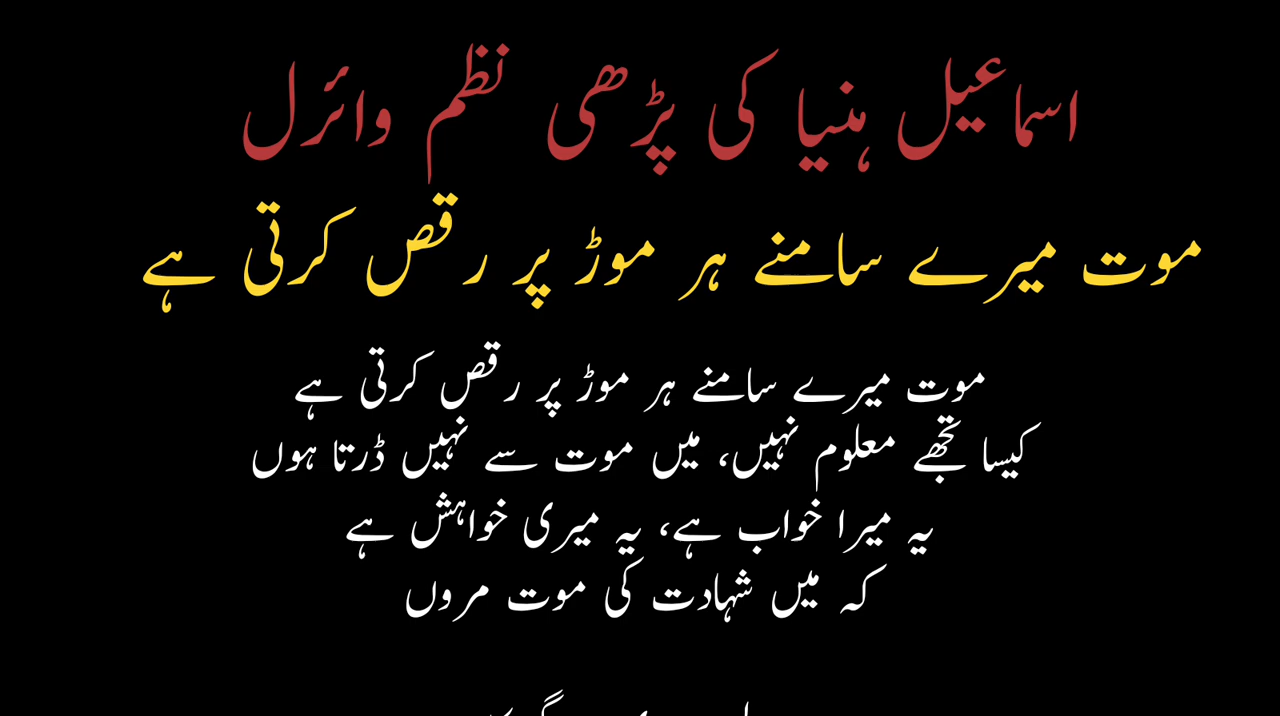 اسماعیل ہنیا کی پڑھی نظم وائرل
موت میرے سامنے ہر موڑ پر رقص کرتی ہے
موت میرے سامنے ہر موڑ پر رقص کرتی ہے
کیسا تجھے معلوم نہیں، میں موت سے نہیں ڈرتا ہوں
یہ میرا خواب ہے، یہ میری خواہش ہے
کہ میں شہادت کی موت مروں